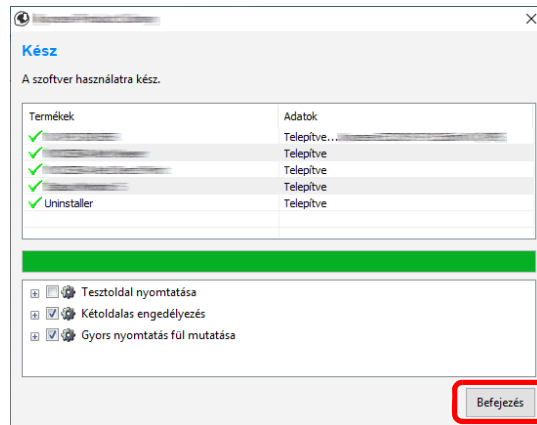 Kész
A szoftver használatra kész.
Termékek Adatok
Telepítve...
Telepítve
Telepítve
Telepítve
Uninstaller Telepítve
Tesztoldal nyomtatása
Kétoldalas engedélyezés
Gyors nyomtatás fül mutatása
Befejezés